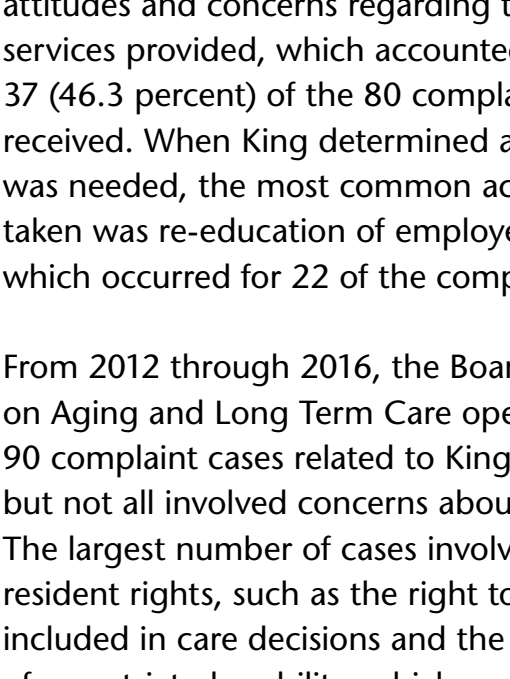 attitudes and concerns regarding t
services provided, which accounte
37 (46.3 percent) of the 80 compla
received. When King determined a
was needed, the most common ac
taken was re-education of employe
which occurred for 22 of the comp
From 2012 through 2016, the Boar
on Aging and Long Term Care ope
90 complaint cases related to King
but not all involved concerns abou
The largest number of cases involv
resident rights, such as the right to
included in care decisions and the